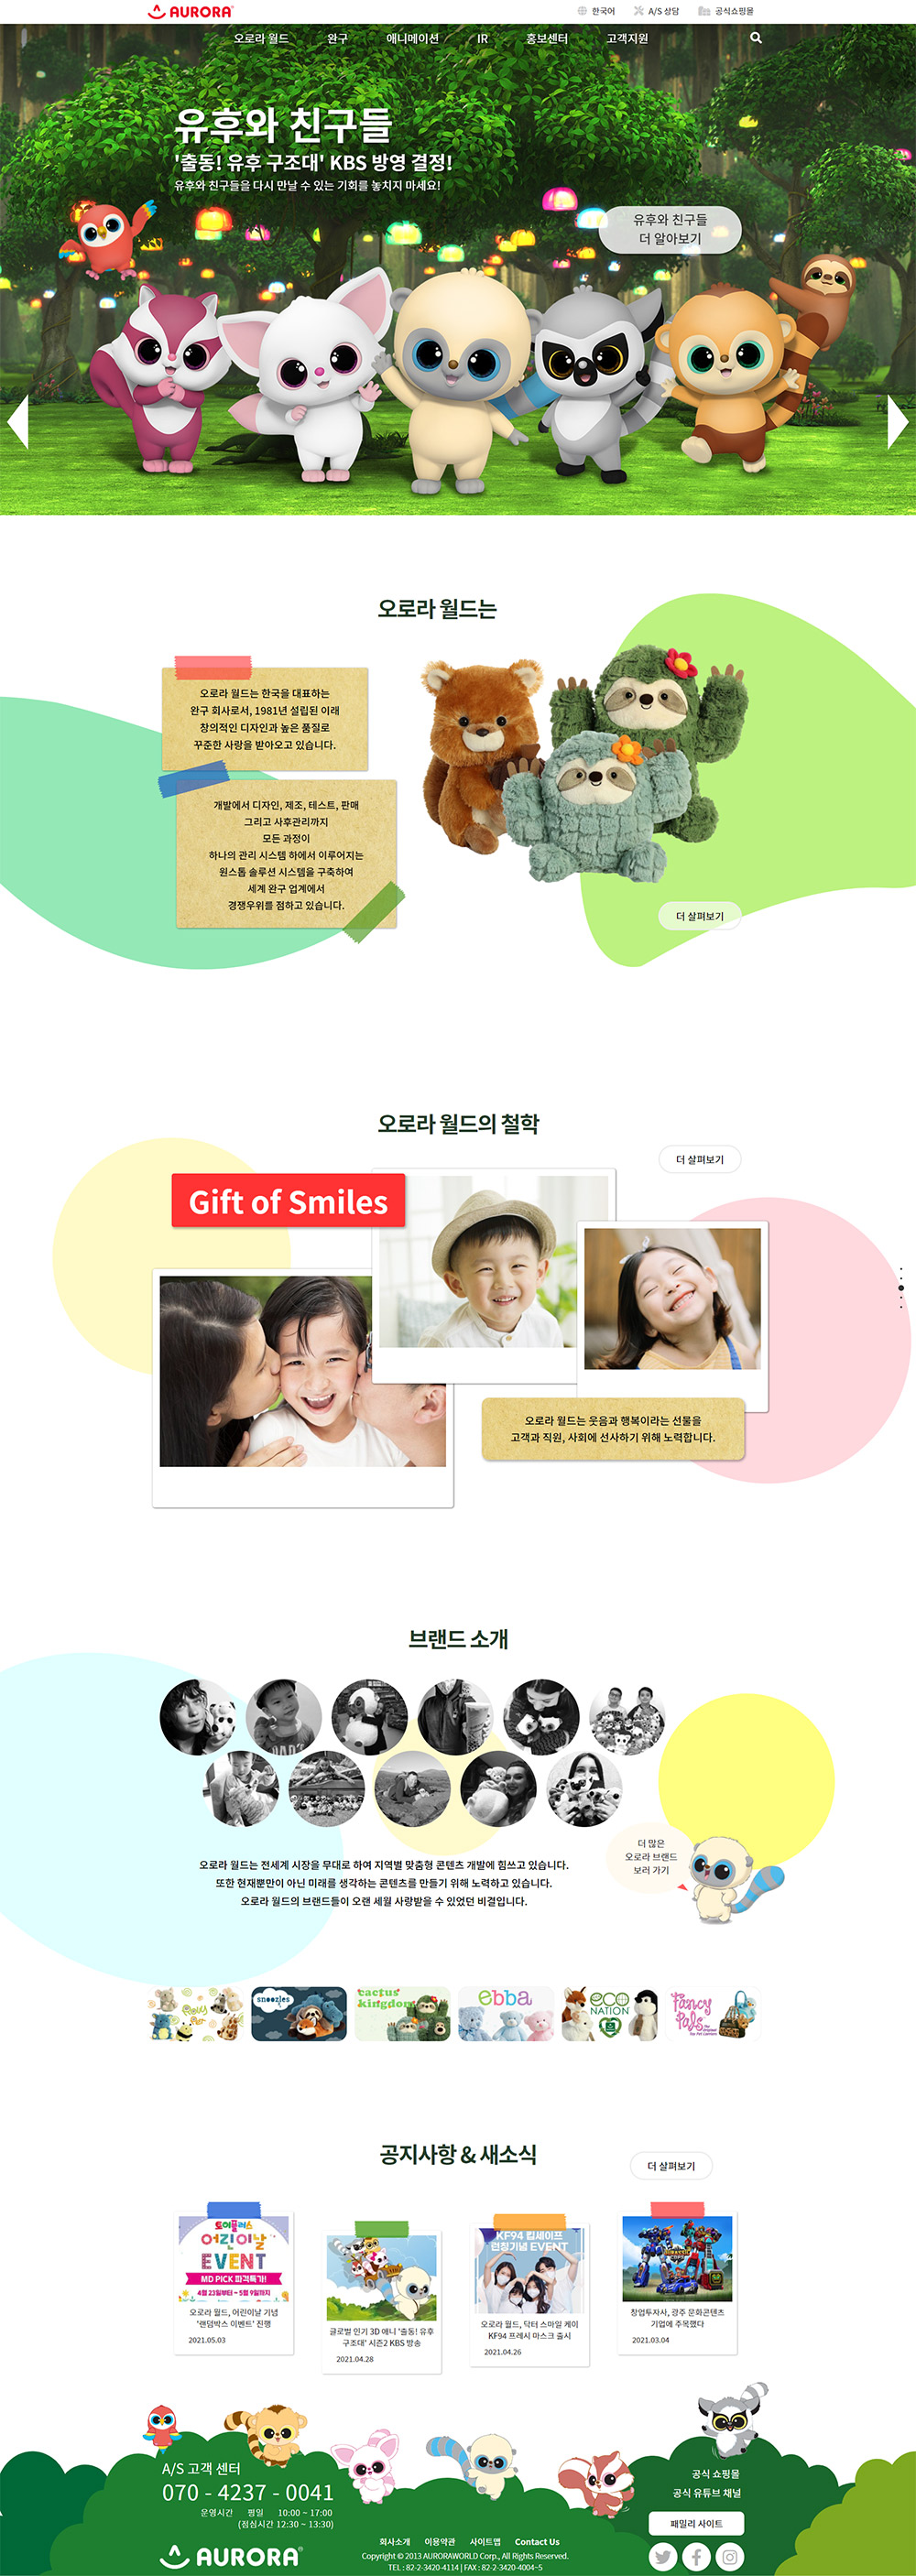 AURORA
한국어
A/S 상담
공식쇼핑몰
오로라 월드
완구
애니메이션
IR
홍보센터
고객지원
유후와 친구들
'출동! 유후 구조대' KBS 방영 결정!
유후와 친구들을 다시 만날 수 있는 기회를 놓치지 마세요!
유후와 친구들
더 알아보기
오로라 월드는
오로라 월드는 한국을 대표하는
완구 회사로서, 1981년 설립된 이래
창의적인 디자인과 높은 품질로
꾸준한 사랑을 받아오고 있습니다.
개발에서 디자인, 제조, 테스트, 판매
그리고 사후관리까지
모든 과정이
하나의 관리 시스템 하에서 이루어지는
원스톱 솔루션 시스템을 구축하여
세계 완구 업계에서
경쟁우위를 점하고 있습니다.
더 살펴보기
오로라 월드의 철학
더 살펴보기
Gift of Smiles
오로라 월드는 웃음과 행복이라는 선물을
고객과 직원, 사회에 선사하기 위해 노력합니다.
브랜드 소개
더 많은
오로라 브랜드
보러 가기
오로라 월드는 전세계 시장을 무대로 하여 지역별 맞춤형 콘텐츠 개발에 힘쓰고 있습니다.
또한 현재뿐만이 아닌 미래를 생각하는 콘텐츠를 만들기 위해 노력하고 있습니다.
오로라 월드의 브랜드들이 오랜 세월 사랑받을 수 있었던 비결입니다.
snoozles
cactus
kingdom
ebba
eco
NATION
Fancy
Pals
공지사항 & 새소식
더 살펴보기
토이플러스
어린이날
EVENT
MD PICK 파격특가!
4월 23일부터 ~ 5월 9일까지
오로라 월드, 어린이날 기념
'랜덤박스 이벤트' 진행
2021.05.03
글로벌 인기 3D 애니 '출동! 유후
구조대' 시즌2 KBS 방송
2021.04.28
KF94 킵세이프
런칭기념 EVENT
오로라 월드, 닥터 스마일 케이
KF94 프레시 마스크 출시
2021.04.26
창업투자사, 광주 문화콘텐츠
기업에 주목했다
2021.03.04
A/S 고객 센터
070 - 4237 - 0041
운영시간 평일 10:00 ~ 17:00
(점심시간 12:30 ~ 13:30)
AURORA
회사소개
이용약관
사이트맵
Contact Us
Copyright © 2013 AURORAWORLD Corp., All Rights Reserved.
TEL : 82-2-3420-4114 | FAX : 82-2-3420-4004~5
공식 쇼핑몰
공식 유튜브 채널
패밀리 사이트